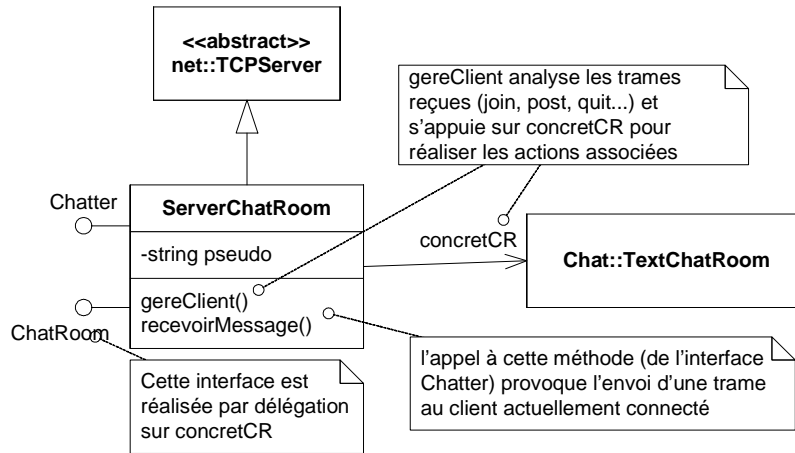 <<abstract>>
net::TCPServer
gereClient analyse les trames
reçues (join, post, quit...) et
s'appuie sur concretCR pour
réaliser les actions associées
Chatter
ServerChatRoom
-string pseudo
gereClient()
recevoirMessage()
concretCR
Chat::TextChatRoom
ChatRoom
Cette interface est
réalisée par délégation
sur concretCR
l'appel à cette méthode (de l'interface
Chatter) provoque l'envoi d'une trame
au client actuellement connecté